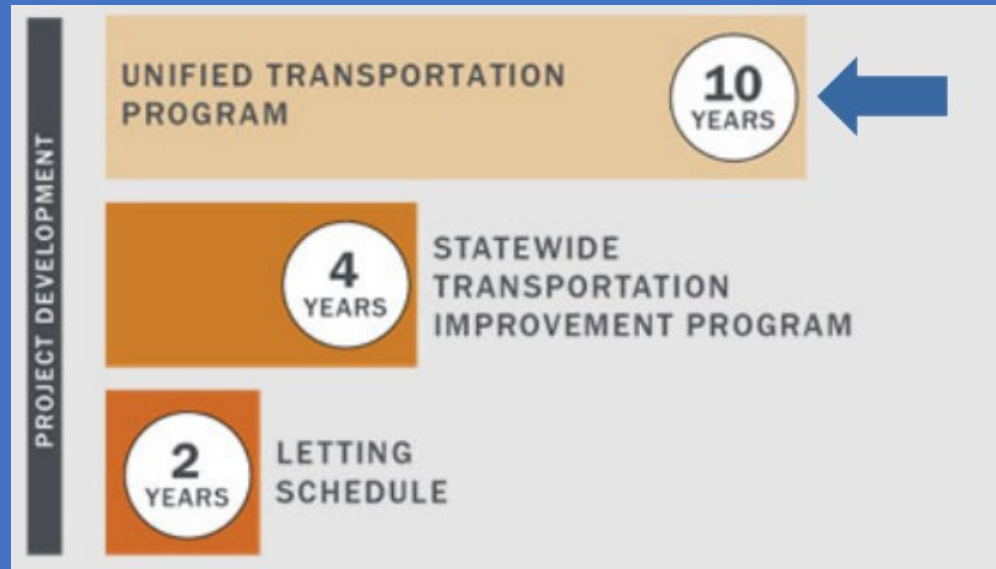 PROJECT DEVELOPMENT
UNIFIED TRANSPORTATION
PROGRAM
10
YEARS
4
YEARS
STATEWIDE
TRANSPORTATION
IMPROVEMENT PROGRAM
2
YEARS
LETTING
SCHEDULE